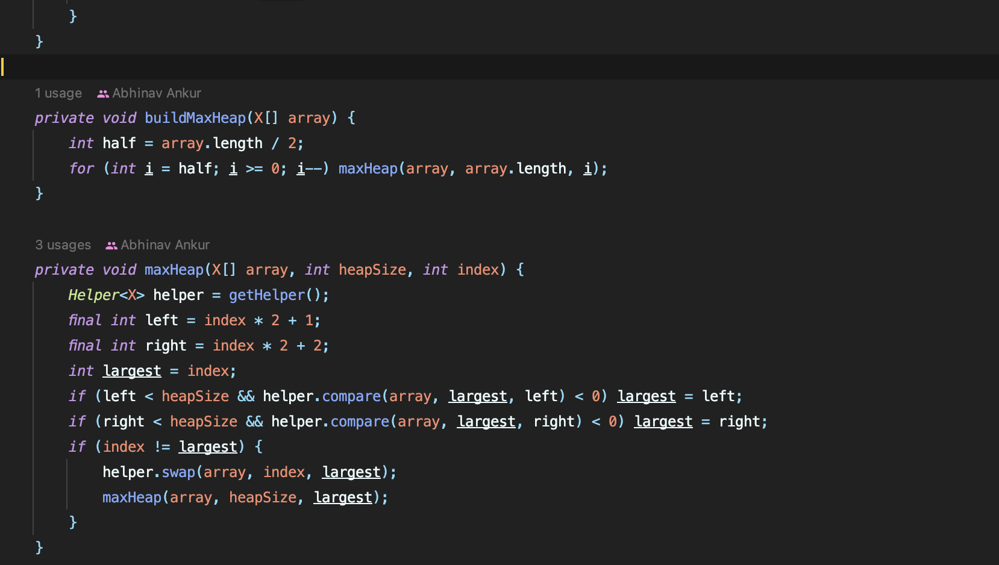 }
}
1 usage Abhinav Ankur
private void buildMaxHeap(X[] array) {
int half = array.length / 2;
for (int i = half; i >= 0; i--) maxHeap(array, array.length, i);
}
3 usages Abhinav Ankur
private void maxHeap(X[] array, int heapSize, int index) {
Helper<X> helper = getHelper();
final int left = index * 2 + 1;
final int right = index * 2 + 2;
int largest = index;
if (left < heapSize && helper.compare(array, largest, left) < 0) largest = left;
if (right < heapSize && helper.compare(array, largest, right) < 0) largest = right;
if (index != largest) {
helper.swap(array, index, largest);
maxHeap(array, heapSize, largest);
}
}